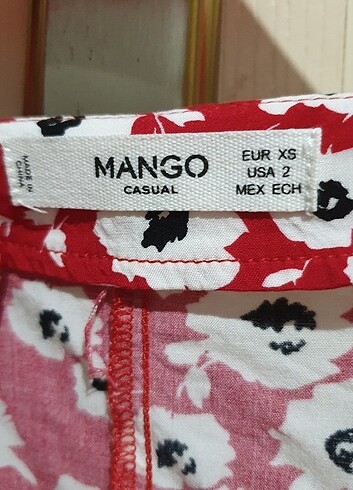 MADE IN
CHINA
MANGO
CASUAL
EUR XS
USA 2
MEX ECH